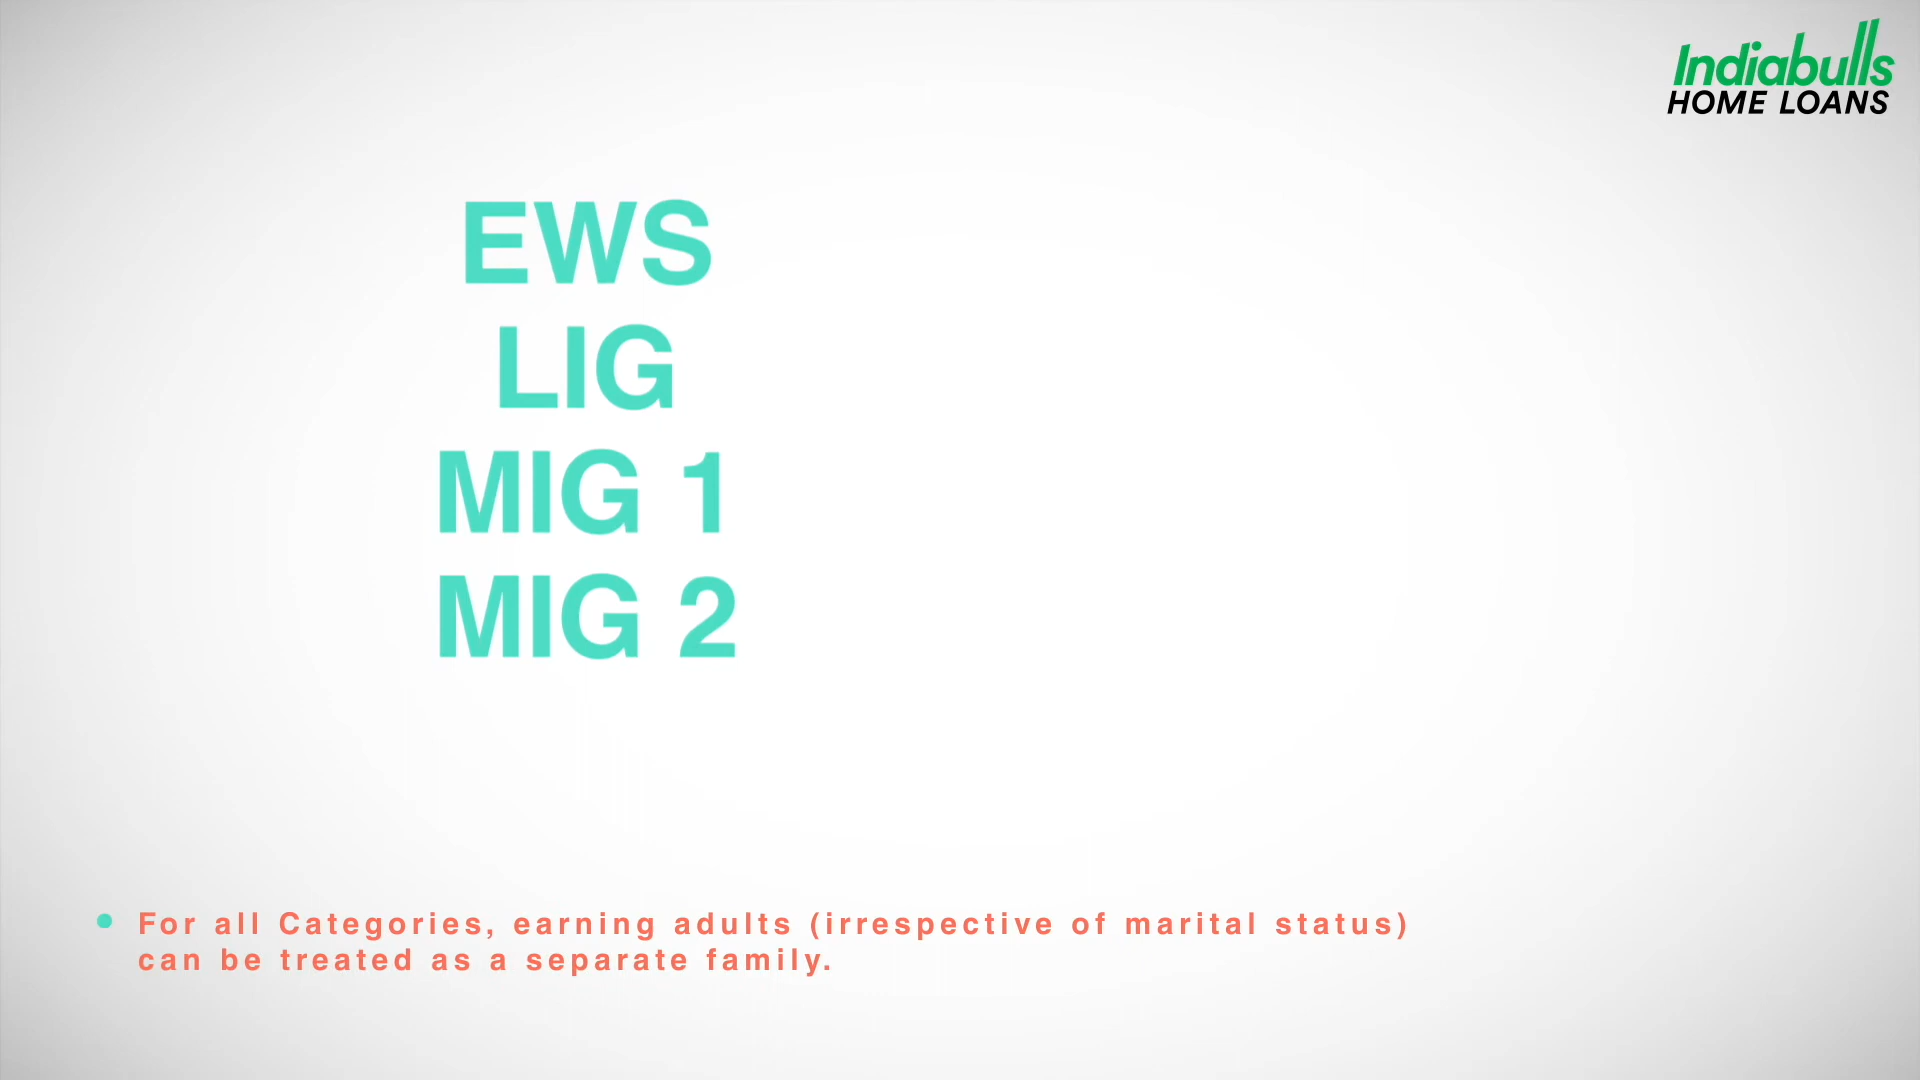 Indiabulls
HOME LOANS
EWS
LIG
MIG 1
MIG 2
For all Categories, earning adults (irrespective of marital status)
can be treated as a separate family.